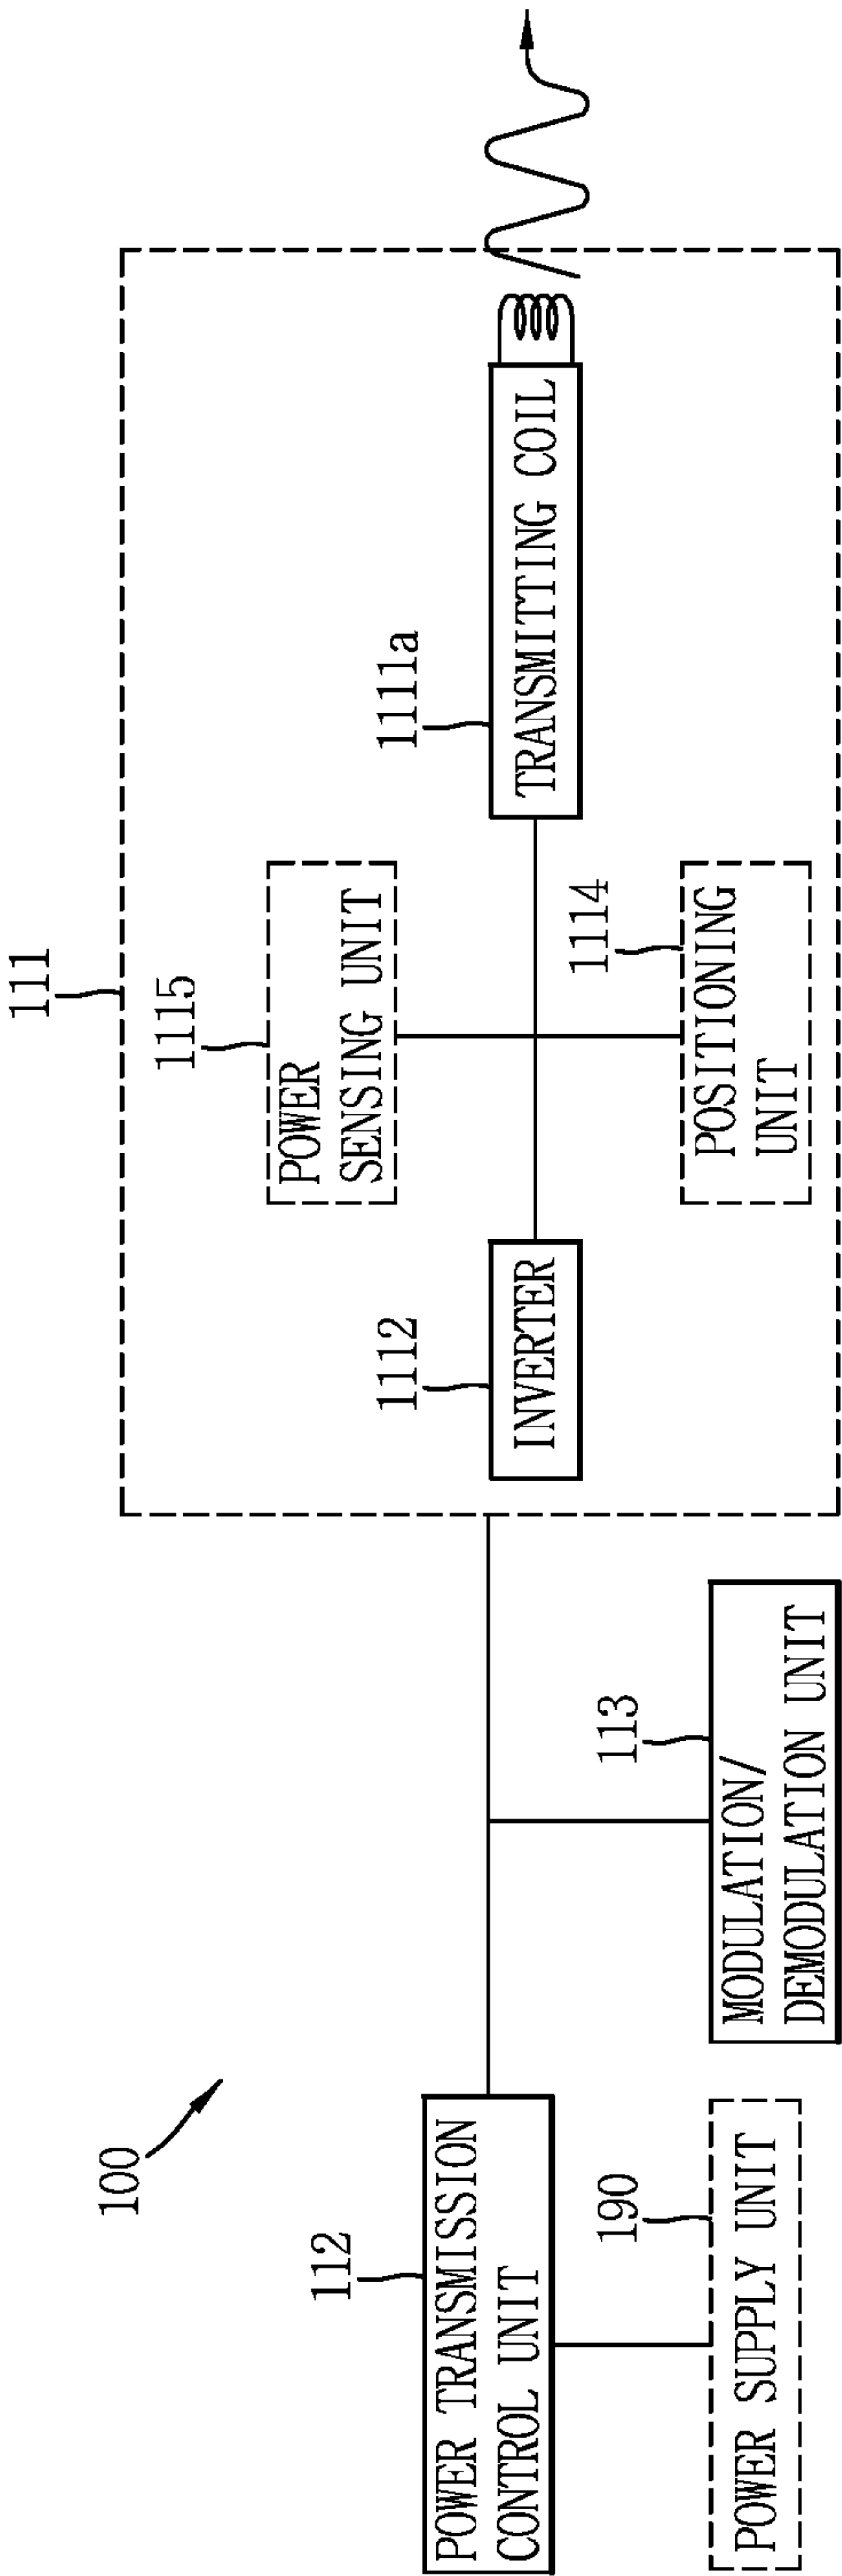 111
1115
POWER
SENSING UNIT
1111a
TRANSMITTING COIL
1112
INVERTER
1114
POSITIONING
UNIT
100
112
POWER TRANSMISSION
CONTROL UNIT
113
MODULATION/
DEMODULATION UNIT
190
POWER SUPPLY UNIT